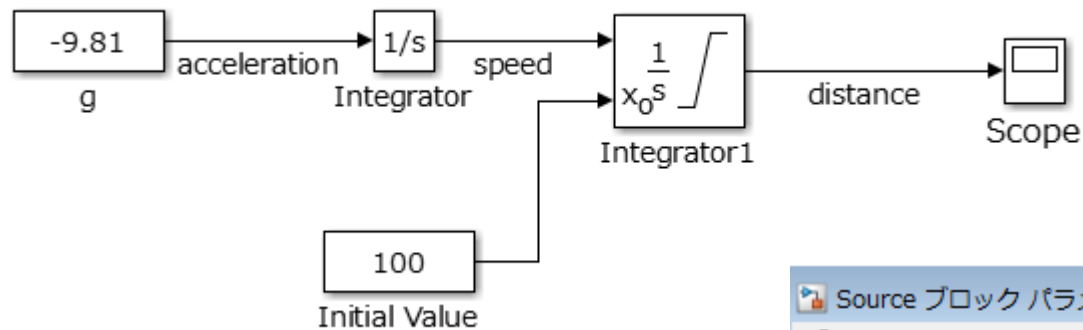 -9.81
acceleration
g
1/s
speed
Integrator
1
s
x0
Integrator1
distance
Scope
100
Initial Value
Source ブロック パラ